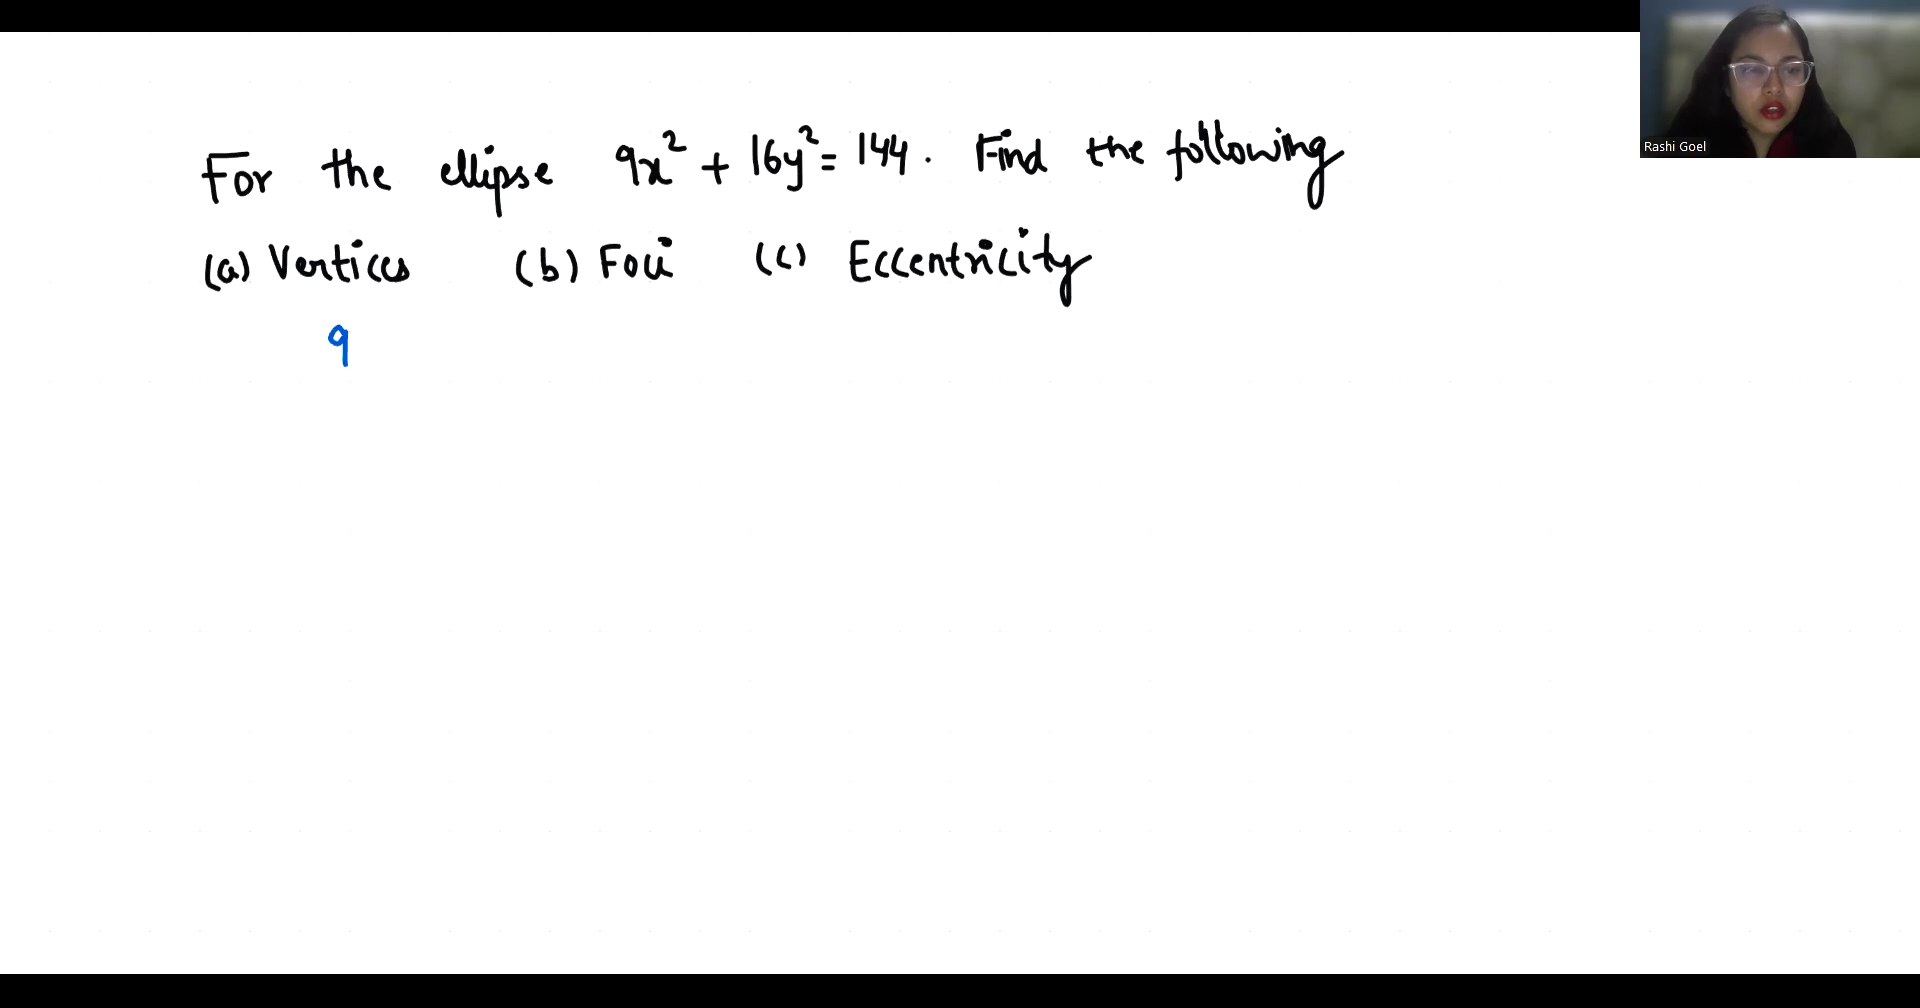 For the ellipse 9x² + 16y² = 144. Find the following
(a) Vertices (b) Foci (c) Eccentricity
9
Rashi Goel